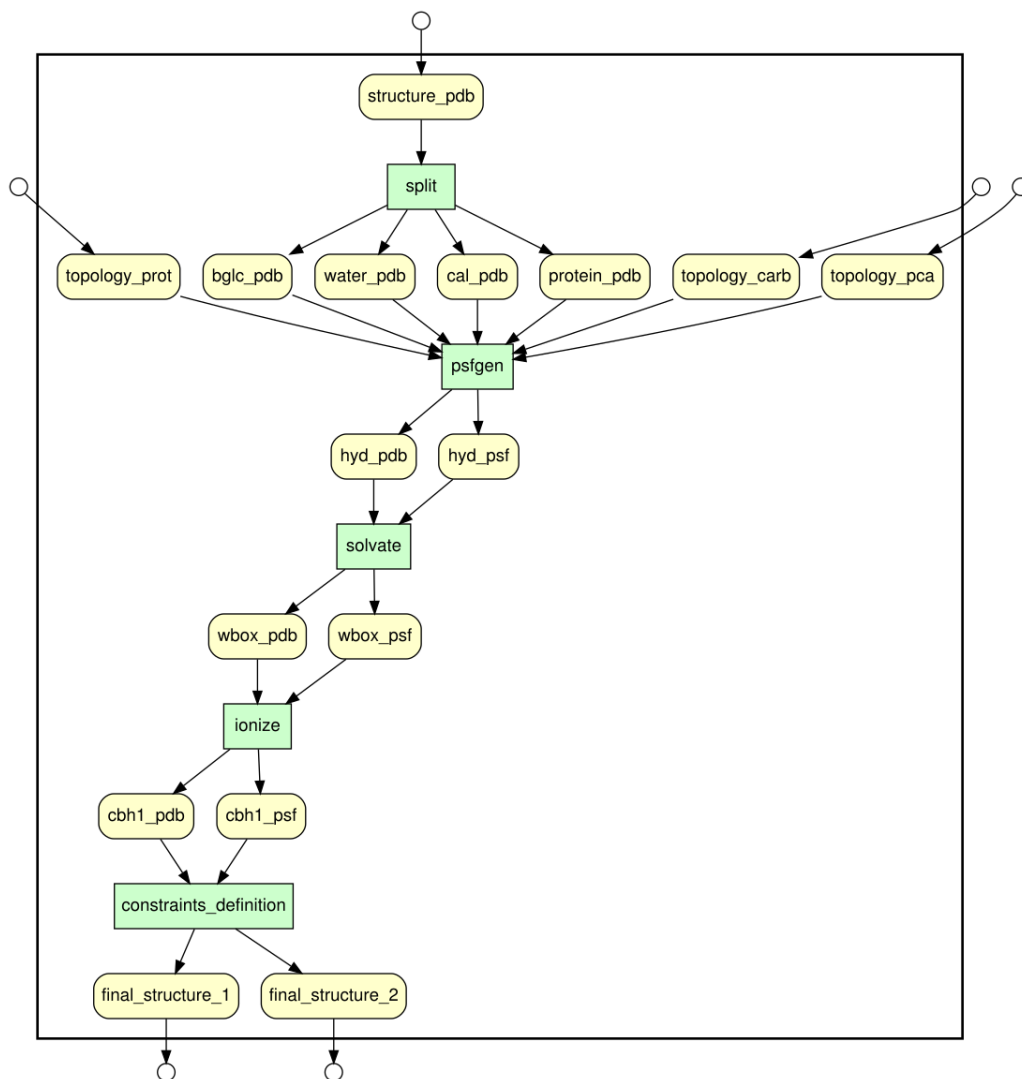 structure_pdb
split
topology_prot
bglc_pdb
water_pdb
cal_pdb
protein_pdb
topology_carb
topology_pca
psfgen
hyd_pdb
hyd_psf
solvate
wbox_pdb
wbox_psf
ionize
cbh1_pdb
cbh1_psf
constraints_definition
final_structure_1
final_structure_2